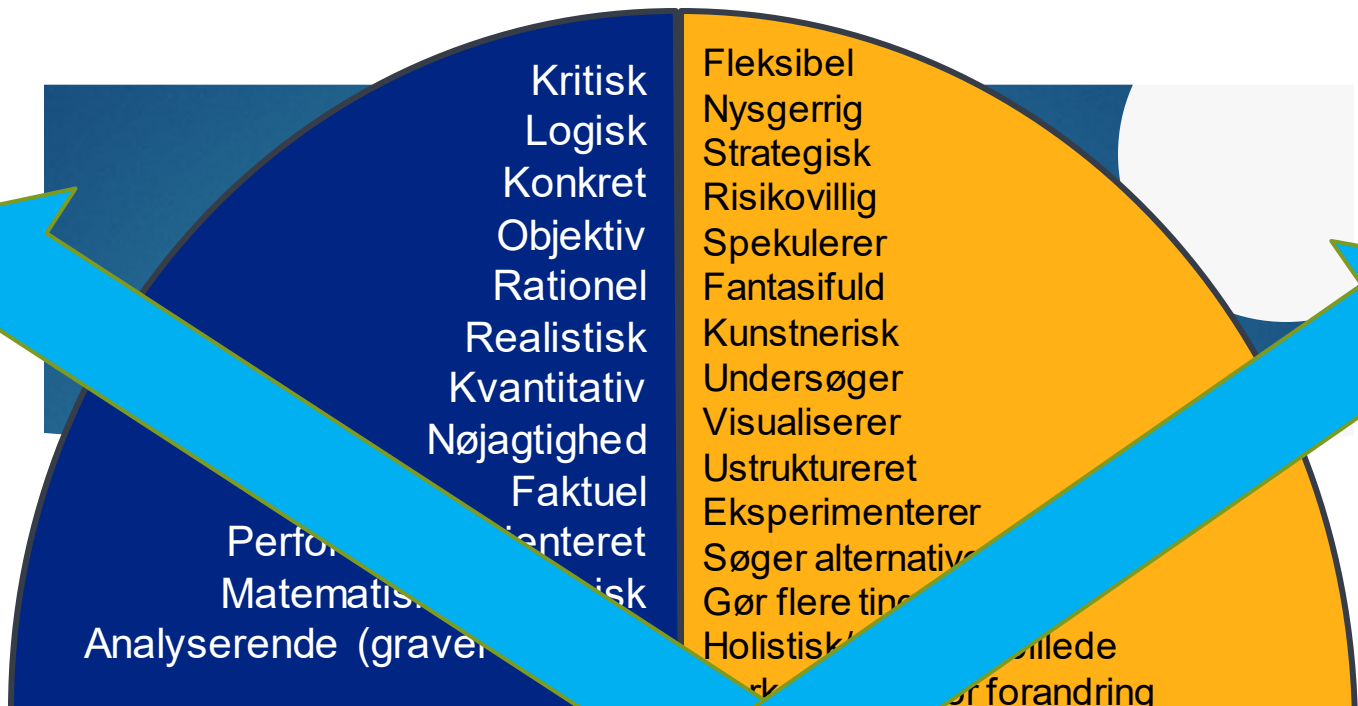 Kritisk
Logisk
Konkret
Objektiv
Rationel
Realistisk
Kvantitativ
Nøjagtighed
Faktuel
Analyserende
Fleksibel
Nysgerrig
Strategisk
Risikovillig
Spekulerer
Fantasifuld
Kunstnerisk
Undersøger
Visualiserer
Ustruktureret
Eksperimenterer
Søger
Gør flere
forandring